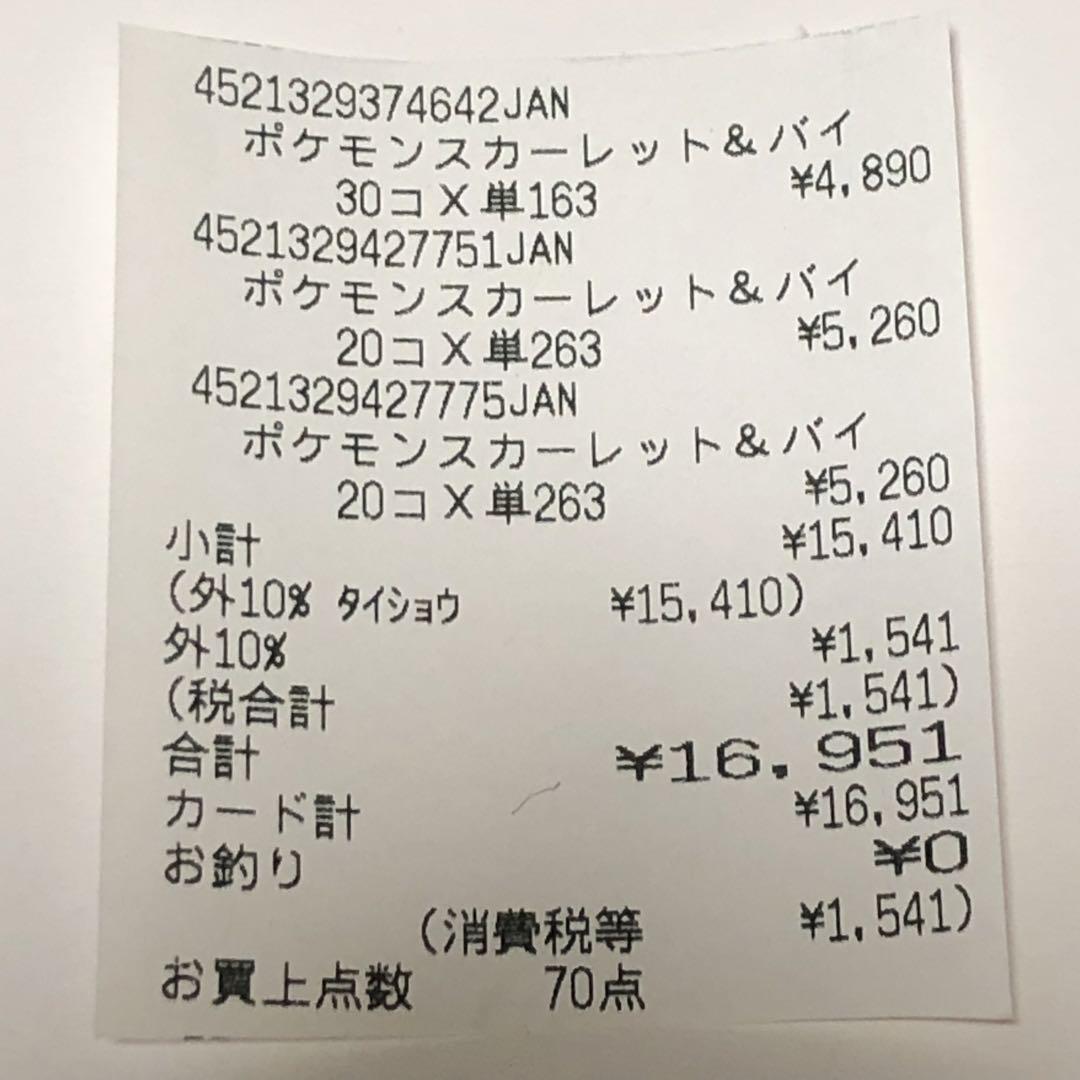 4521329374642JAN
ポケモンスカーレット＆バイ
30コX単163 ¥4,890
4521329427751JAN
ポケモンスカーレット＆バイ
20コX単263 ¥5,260
4521329427775JAN
ポケモンスカーレット＆バイ
20コX単263 ¥5,260
小計 ¥15,410
(外10% タイショウ ¥15,410)
外10% ¥1,541
(税合計 ¥1,541)
合計 ¥16,951
カード計 ¥16,951
お釣り ¥0
(消費税等 ¥1,541)
お買上点数 70点